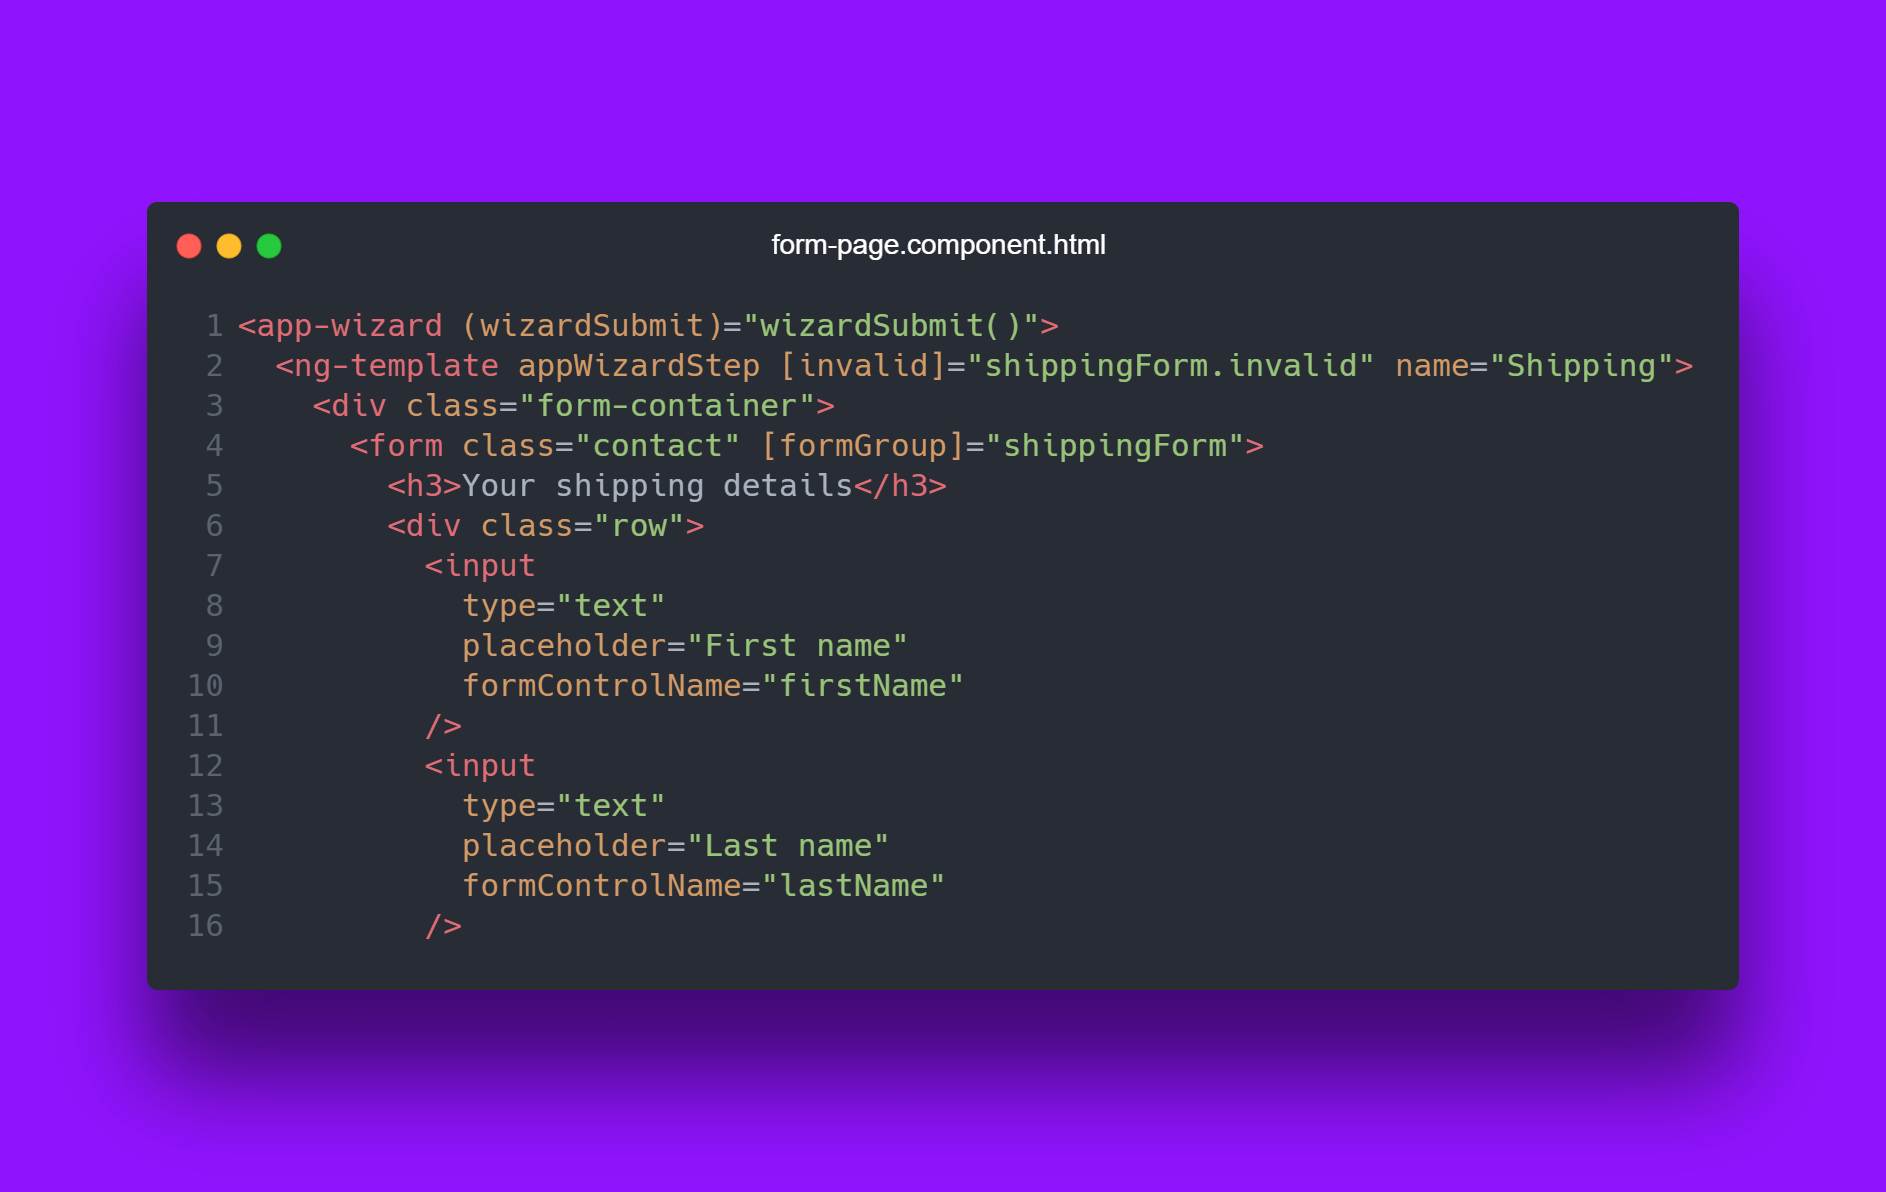 form-page.component.html
1 <app-wizard (wizardSubmit)="wizardSubmit()">
2   <ng-template appWizardStep [invalid]="shippingForm.invalid" name="Shipping">
3     <div class="form-container">
4       <form class="contact" [formGroup]="shippingForm">
5         <h3>Your shipping details</h3>
6         <div class="row">
7           <input
8             type="text"
9             placeholder="First name"
10             formControlName="firstName"
11           />
12           <input
13             type="text"
14             placeholder="Last name"
15             formControlName="lastName"
16           />